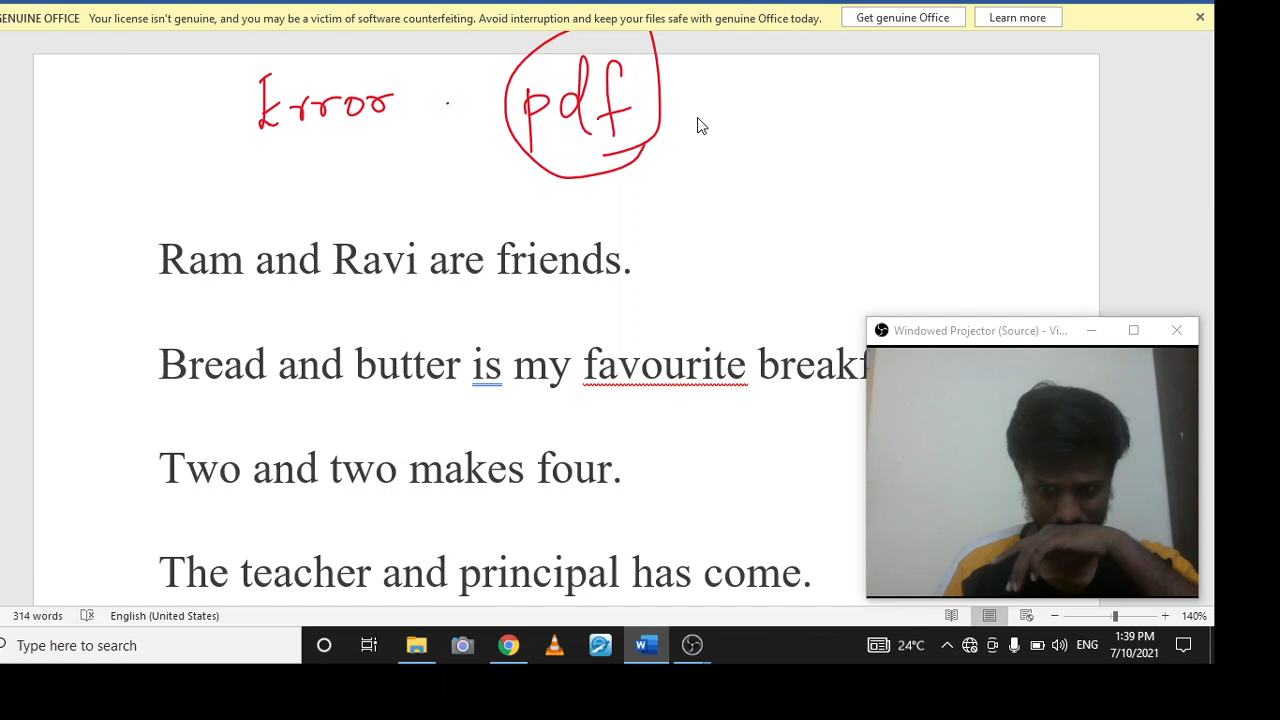 GENUINE OFFICE Your license isn't genuine, and you may be a victim of software counterfeiting. Avoid interruption and keep your files safe with genuine Office today. Get genuine Office Learn more
Error . pdf
Ram and Ravi are friends.
Windowed Projector (Source) - Vi...
Bread and butter is my favourite breakf
Two and two makes four.
The teacher and principal has come.
314 words English (United States) 140%
Type here to search 24°C ENG 1:39 PM
7/10/2021